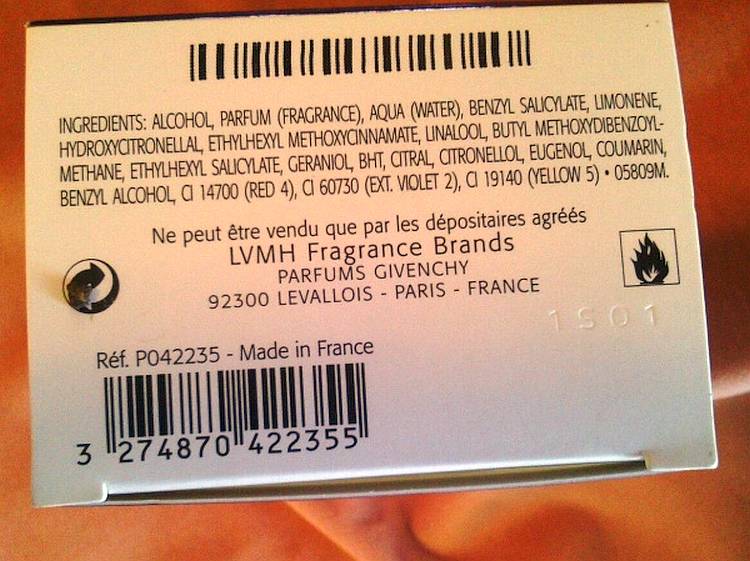 INGREDIENTS: ALCOHOL, PARFUM (FRAGRANCE), AQUA (WATER), BENZYL SALICYLATE, LIMONENE,
HYDROXYCITRONELLAL, ETHYLHEXYL METHOXYCINNAMATE, LINALOOL, BUTYL METHOXYDIBENZOYL-
METHANE, ETHYLHEXYL SALICYLATE, GERANIOL, BHT, CITRAL, CITRONELLOL, EUGENOL, COUMARIN,
BENZYL ALCOHOL, CI 14700 (RED 4), CI 60730 (EXT. VIOLET 2), CI 19140 (YELLOW 5) • 05809M.
Ne peut être vendu que par les dépositaires agréés
LVMH Fragrance Brands
PARFUMS GIVENCHY
92300 LEVALLOIS - PARIS - FRANCE
1S01
Réf. P042235 - Made in France
3 274870 422355